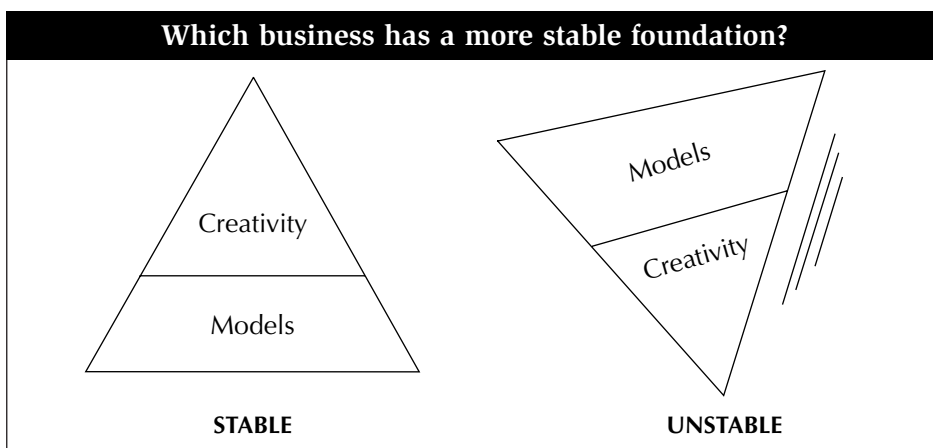 Which business has a more stable foundation?
Creativity
Models
STABLE
Models
Creativity
UNSTABLE